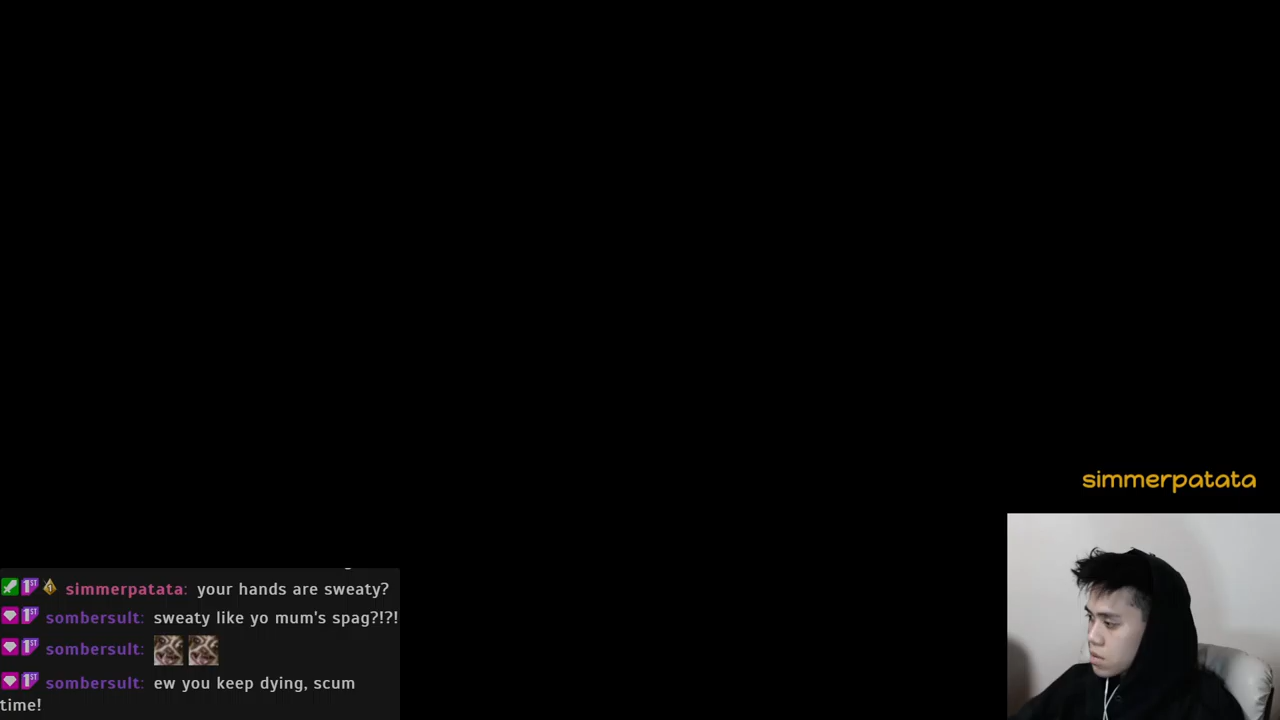 simmerpatata
simmerpatata: your hands are sweaty?
sombersult: sweaty like yo mum's spag?!?!
sombersult:
sombersult: ew you keep dying, scum
time!